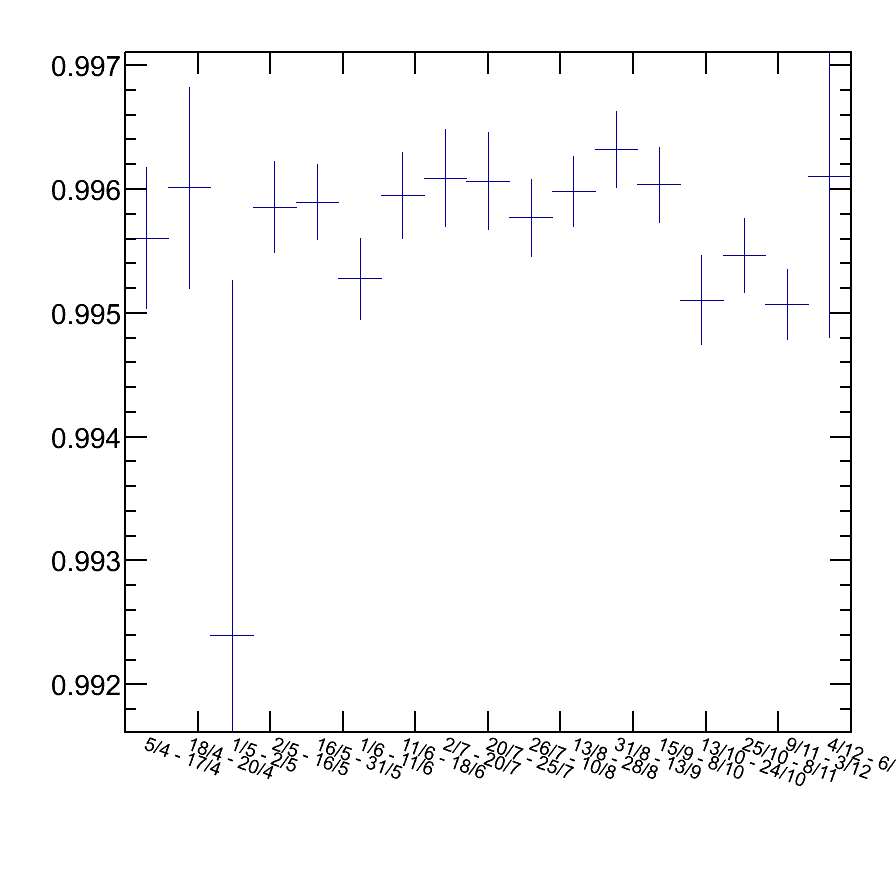 0.997
0.996
0.995
0.994
0.993
0.992
5/4 - 17/4
18/4 - 20/4
1/5 - 2/5
2/5 - 16/5
16/5 - 31/5
1/6 - 11/6
11/6 - 18/6
2/7 - 20/7
20/7 - 25/7
26/7 - 10/8
13/8 - 28/8
31/8 - 13/9
15/9 - 8/10
13/10 - 24/10
25/10 - 8/11
9/11 - 3/12
4/12 - 6/